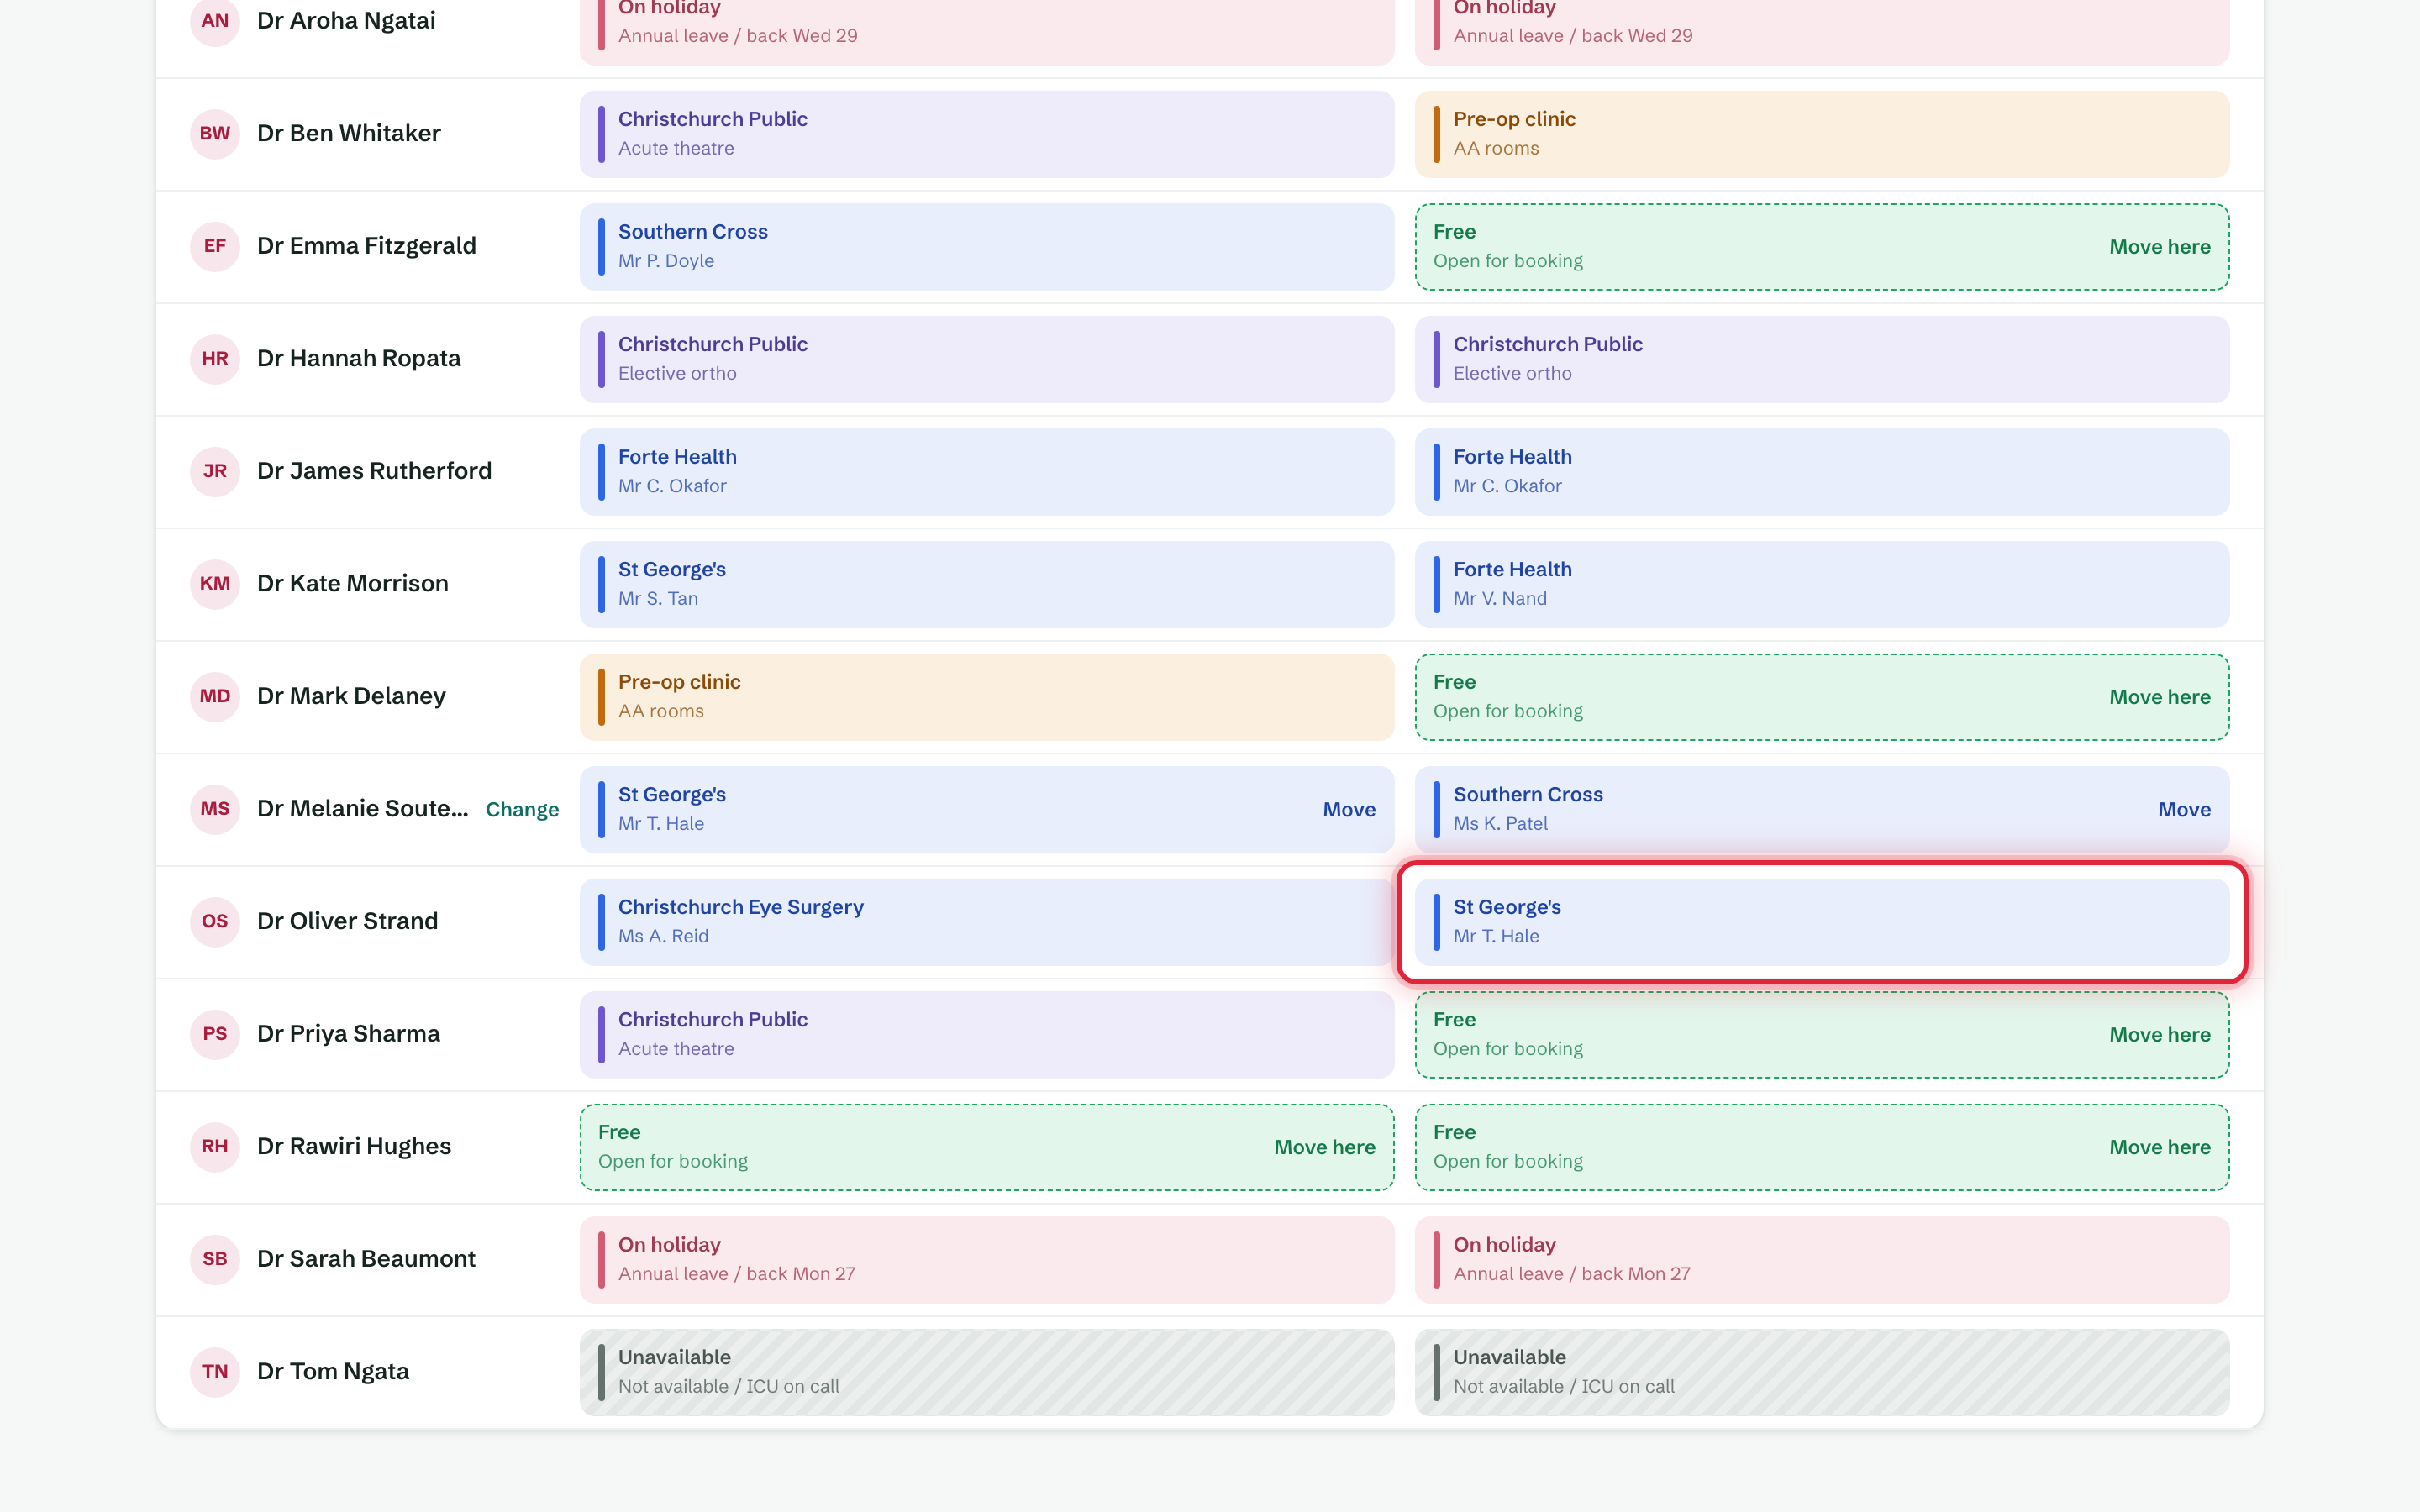 AN Dr Aroha Ngatai
On holiday
Annual leave / back Wed 29
On holiday
Annual leave / back Wed 29
BW Dr Ben Whitaker
Christchurch Public
Acute theatre
Pre-op clinic
AA rooms
EF Dr Emma Fitzgerald
Southern Cross
Mr P. Doyle
Free
Open for booking
Move here
HR Dr Hannah Ropata
Christchurch Public
Elective ortho
Christchurch Public
Elective ortho
JR Dr James Rutherford
Forte Health
Mr C. Okafor
Forte Health
Mr C. Okafor
KM Dr Kate Morrison
St George's
Mr S. Tan
Forte Health
Mr V. Nand
MD Dr Mark Delaney
Pre-op clinic
AA rooms
Free
Open for booking
Move here
MS Dr Melanie Soute... Change
St George's
Mr T. Hale
Move
Southern Cross
Ms K. Patel
Move
OS Dr Oliver Strand
Christchurch Eye Surgery
Ms A. Reid
St George's
Mr T. Hale
PS Dr Priya Sharma
Christchurch Public
Acute theatre
Free
Open for booking
Move here
RH Dr Rawiri Hughes
Free
Open for booking
Move here
Free
Open for booking
Move here
SB Dr Sarah Beaumont
On holiday
Annual leave / back Mon 27
On holiday
Annual leave / back Mon 27
TN Dr Tom Ngata
Unavailable
Not available / ICU on call
Unavailable
Not available / ICU on call